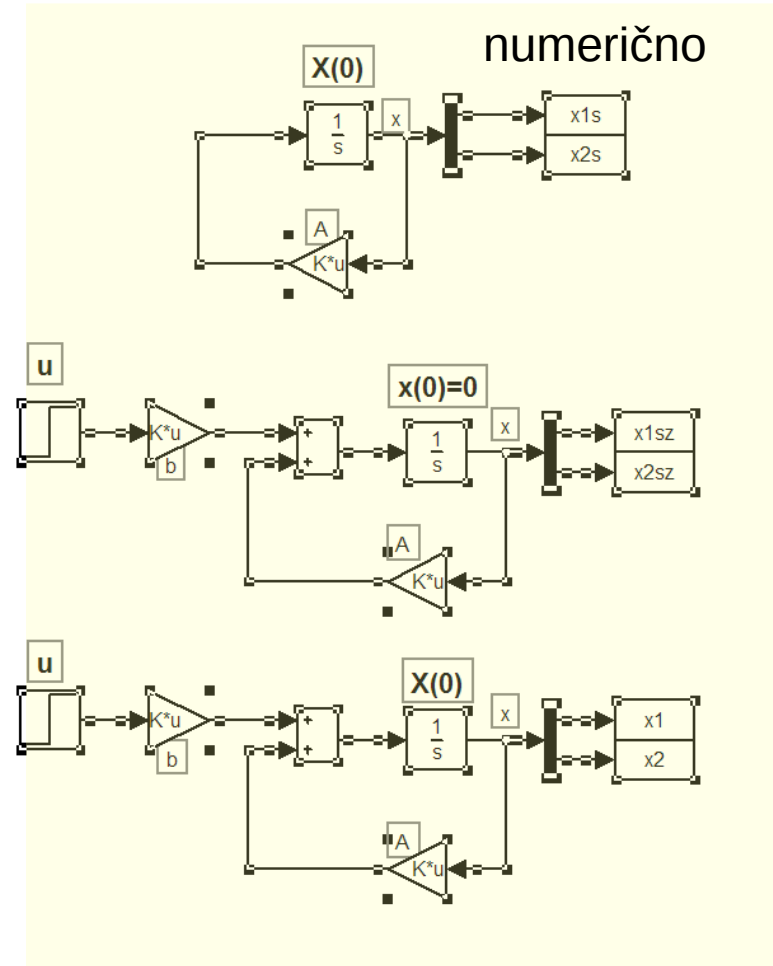 numerično
X(0)
1
s
x
x1s
x2s
A
K*u
u
x(0)=0
K*u
b
+
+
1
s
x
x1sz
x2sz
A
K*u
u
X(0)
K*u
b
+
+
1
s
x
x1
x2
A
K*u